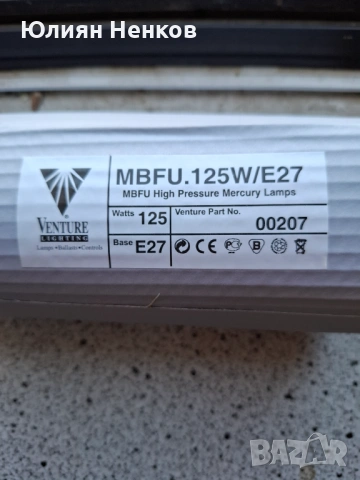 Юлиян Ненков
MBFU.125W/E27
MBFU High Pressure Mercury Lamps
Watts 125
Venture Part No.
00207
Base E27
VENTURE
LIGHTING
Lamps • Ballasts • Controls
BAZAR